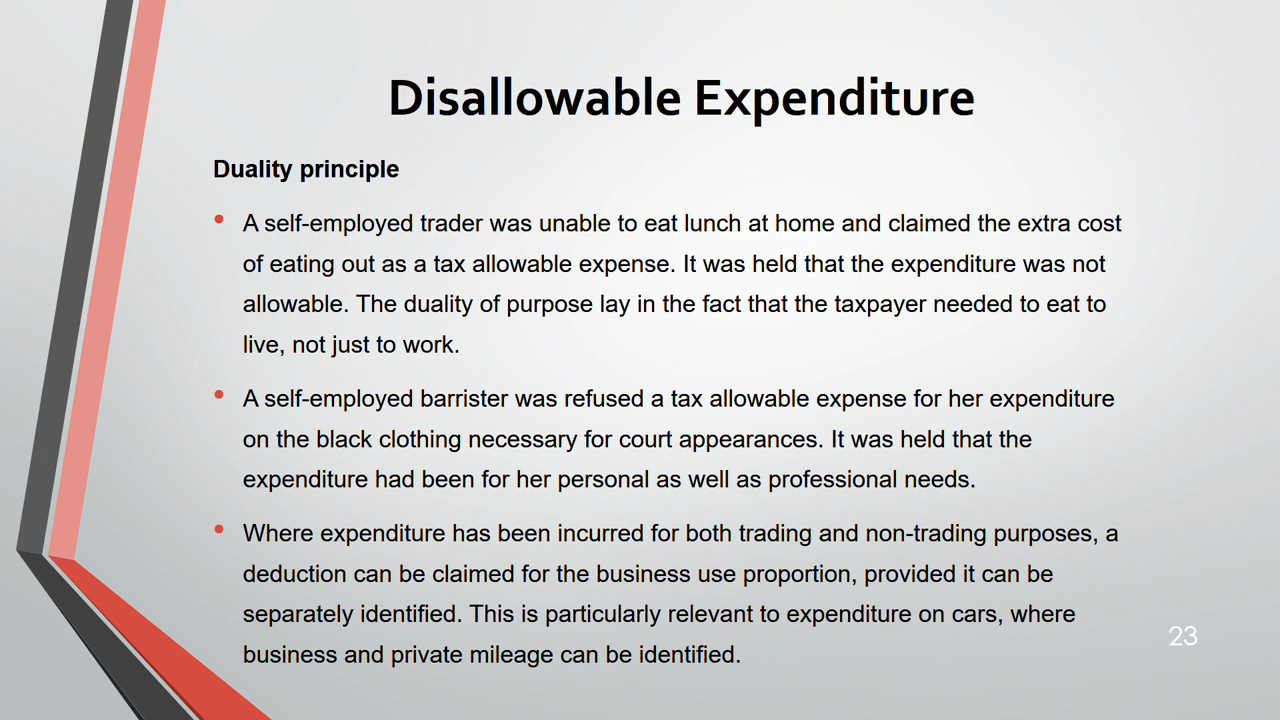 Disallowable Expenditure
Duality principle
• A self-employed trader was unable to eat lunch at home and claimed the extra cost
of eating out as a tax allowable expense. It was held that the expenditure was not
allowable. The duality of purpose lay in the fact that the taxpayer needed to eat to
live, not just to work.
• A self-employed barrister was refused a tax allowable expense for her expenditure
on the black clothing necessary for court appearances. It was held that the
expenditure had been for her personal as well as professional needs.
• Where expenditure has been incurred for both trading and non-trading purposes, a
deduction can be claimed for the business use proportion, provided it can be
separately identified. This is particularly relevant to expenditure on cars, where
business and private mileage can be identified.
23